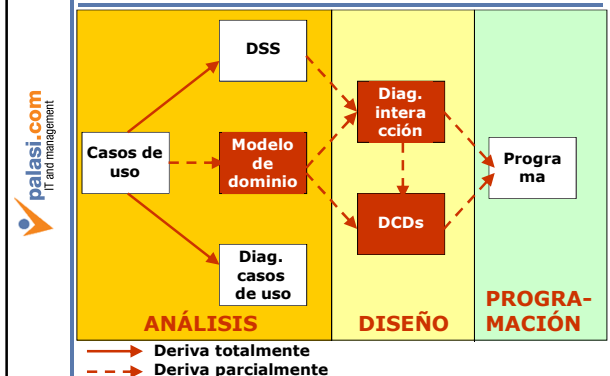 palasi.com
IT and management
DSS
Diag.
intera
cción
Casos de
uso
Modelo
de
dominio
Progra
ma
DCDs
Diag.
casos
de uso
ANÁLISIS
DISEÑO
PROGRA-
MACIÓN
Deriva totalmente
Deriva parcialmente